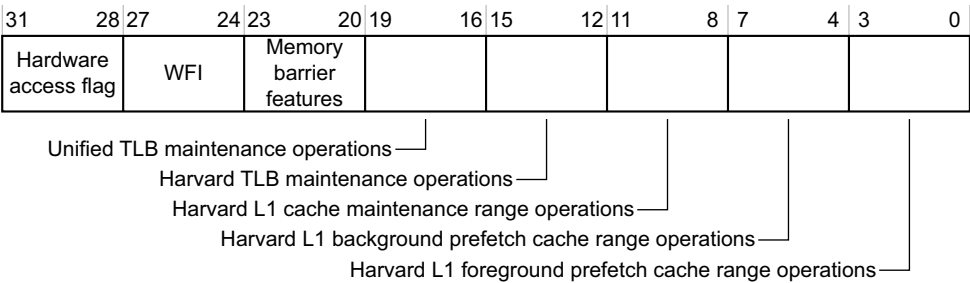 31 28 27 24 23 20 19 16 15 12 11 8 7 4 3 0
Hardware
access flag
WFI
Memory
barrier
features
Unified TLB maintenance operations
Harvard TLB maintenance operations
Harvard L1 cache maintenance range operations
Harvard L1 background prefetch cache range operations
Harvard L1 foreground prefetch cache range operations